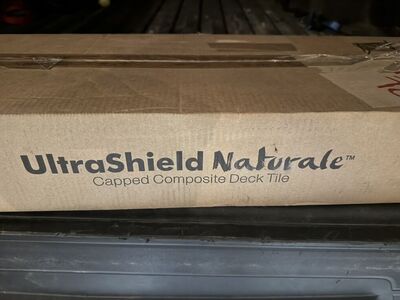 UltraShield Naturale™
Capped Composite Deck Tile